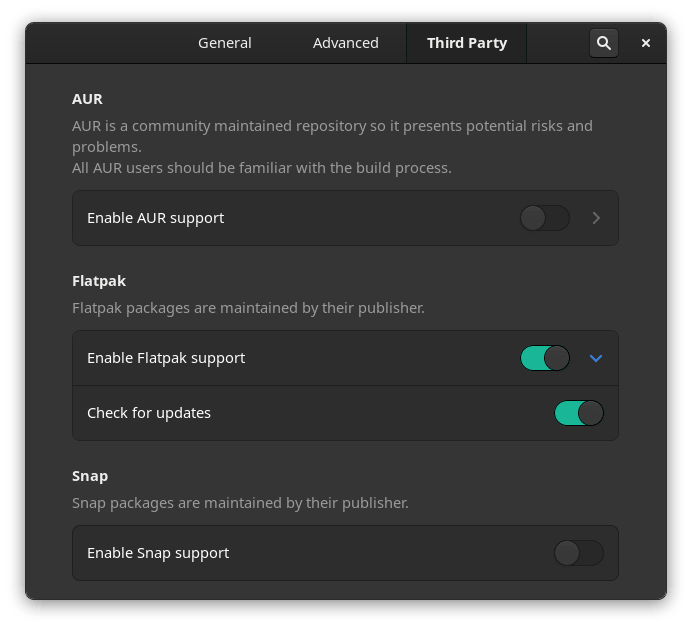 General Advanced Third Party
AUR
AUR is a community maintained repository so it presents potential risks and
problems.
All AUR users should be familiar with the build process.
Enable AUR support
Flatpak
Flatpak packages are maintained by their publisher.
Enable Flatpak support
Check for updates
Snap
Snap packages are maintained by their publisher.
Enable Snap support